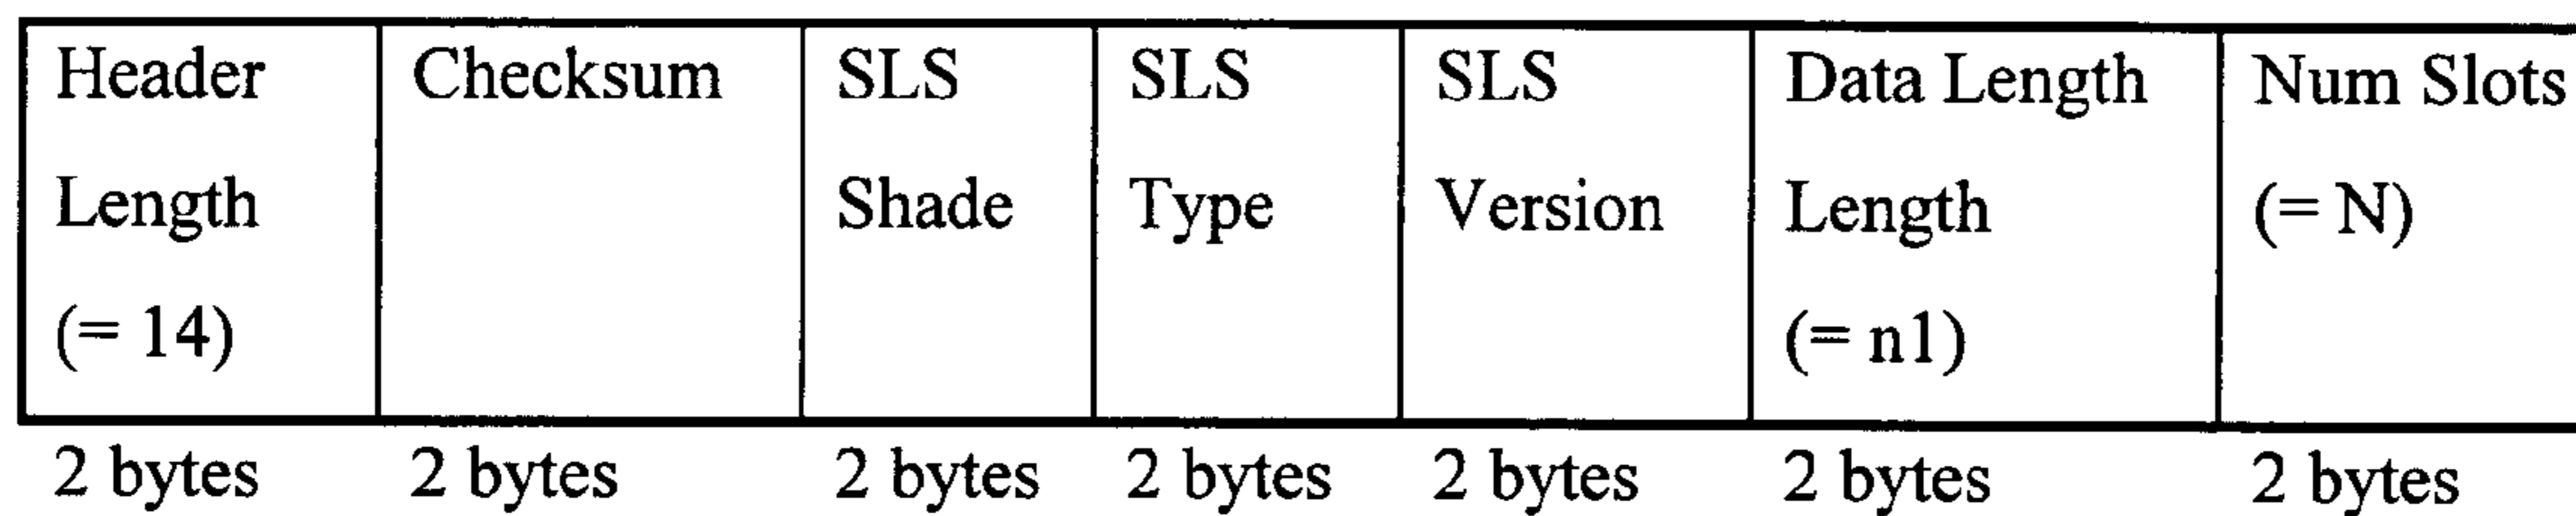 Header Checksum SLS SLS SLS Data Length Num Slots
Length Shade Type Version Length (= N)
(= 14) (= n1)
2 bytes 2 bytes 2 bytes 2 bytes 2 bytes 2 bytes 2 bytes